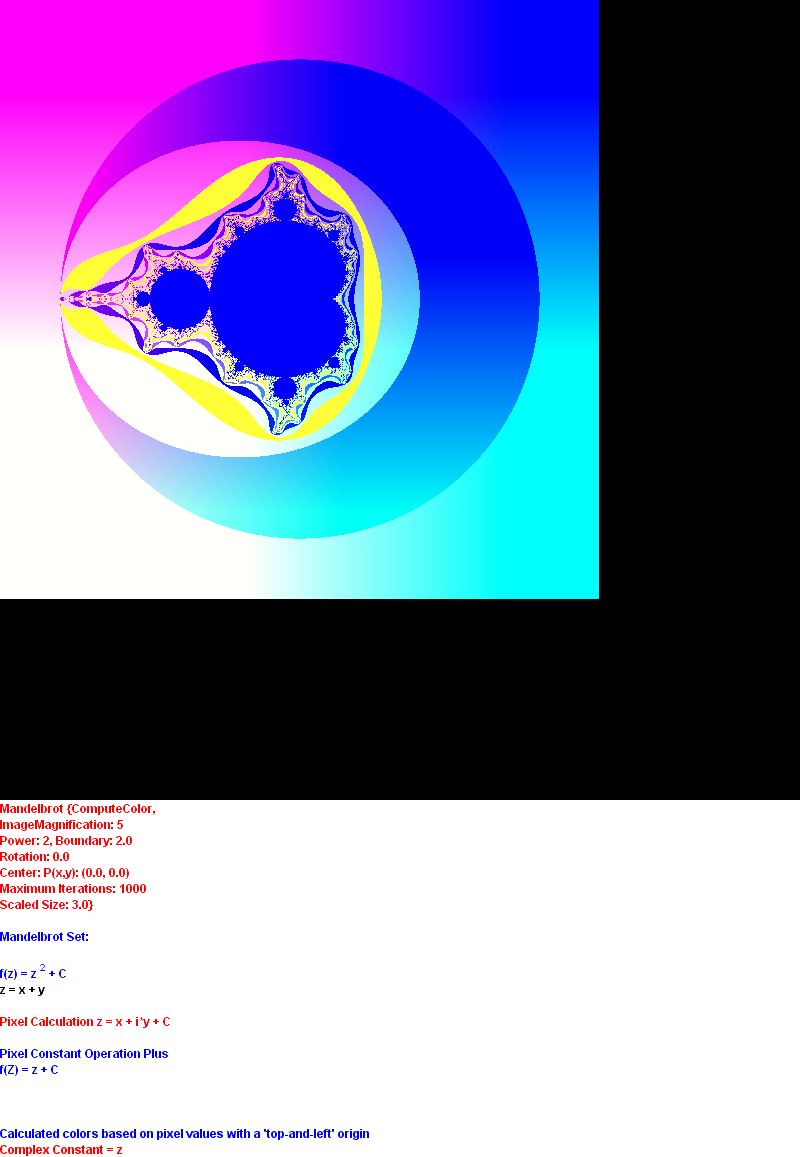 Mandelbrot {ComputeColor,
ImageMagnification: 5
Power: 2, Boundary: 2.0
Rotation: 0.0
Center: P(x,y): (0.0, 0.0)
Maximum Iterations: 1000
Scaled Size: 3.0}
Mandelbrot Set:
f(z) = z 2 + C
z = x + y
Pixel Calculation z = x + i*y + C
Pixel Constant Operation Plus
f(Z) = z + C
Calculated colors based on pixel values with a 'top-and-left' origin
Complex Constant = z